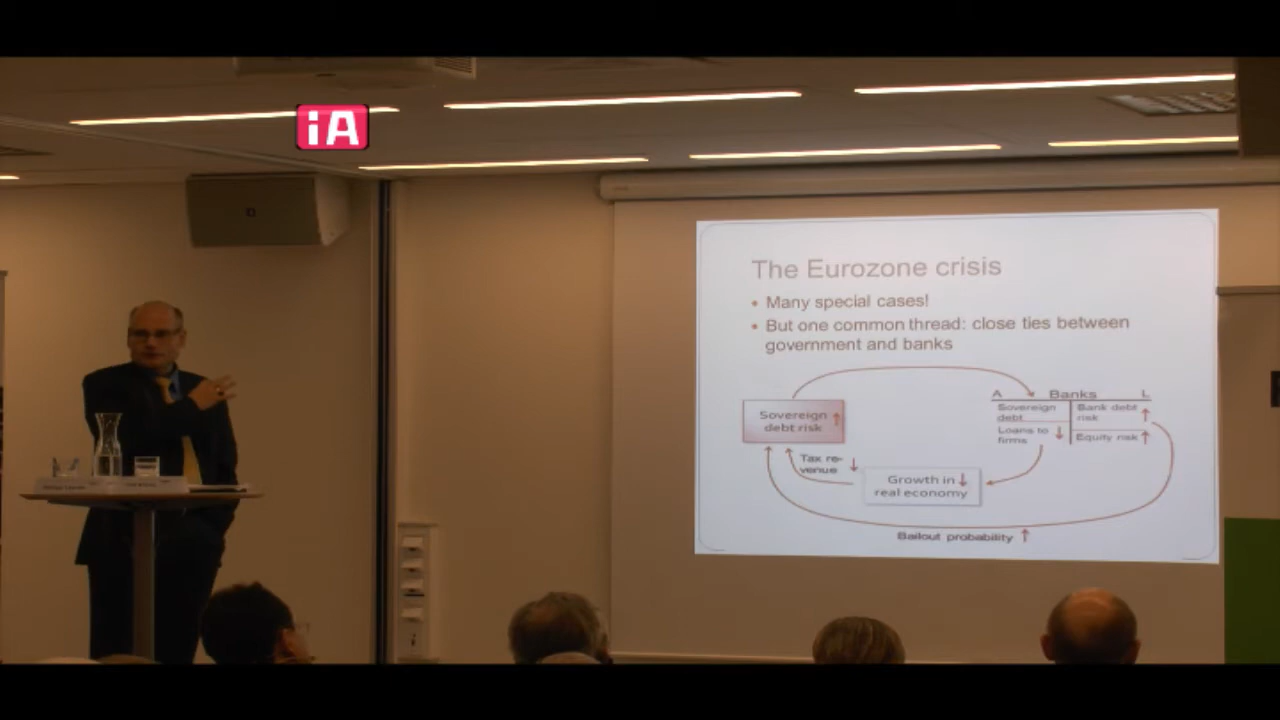 iA
The Eurozone crisis
• Many special cases!
• But one common thread: close ties between
government and banks
A Banks L
Sovereign
debt
Bank debt
risk ↑
Loans to
firms ↓
Equity risk ↑
Sovereign
debt risk ↑
Tax re-
venue ↓
Growth in ↓
real economy
Bailout probability ↑